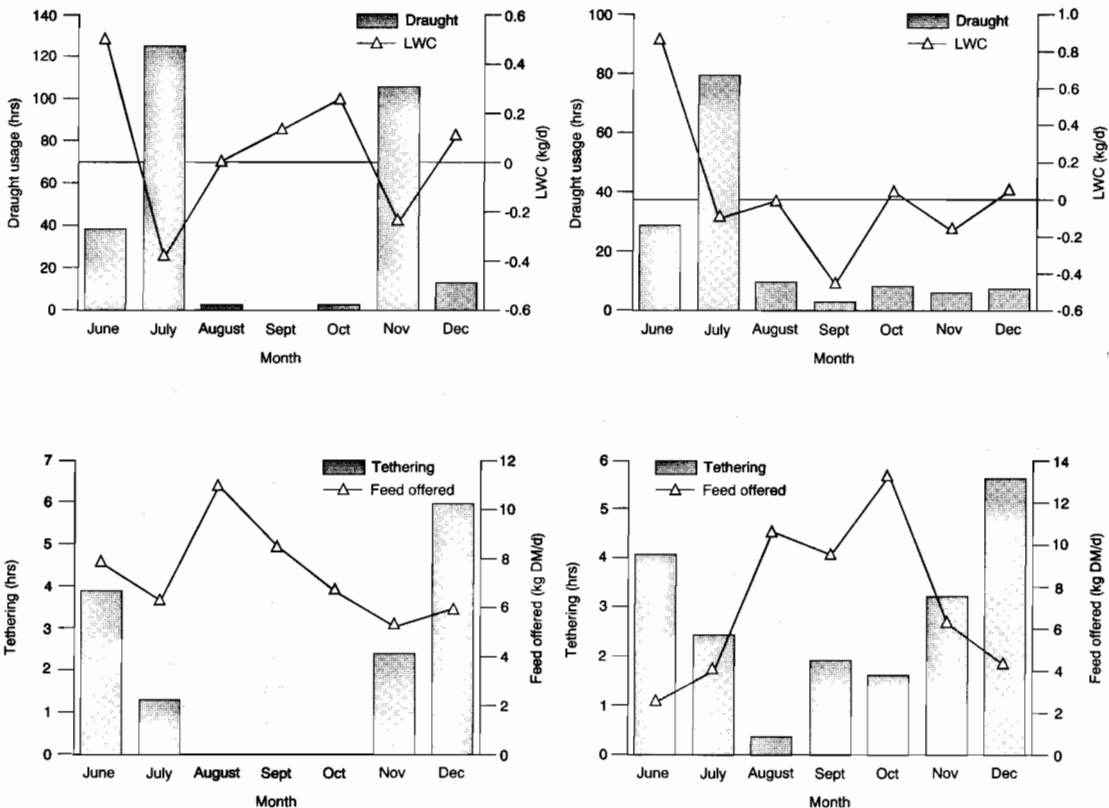 Draught usage (hrs)
140
120
100
80
60
40
20
0
Draught
LWC
0.6
0.4
0.2
0
-0.2
-0.4
-0.6
LWC (kg/d)
June July August Sept Oct Nov Dec
Month
Draught usage (hrs)
100
80
60
40
20
0
Draught
LWC
1.0
0.8
0.6
0.4
0.2
0
-0.2
-0.4
-0.6
LWC (kg/d)
June July August Sept Oct Nov Dec
Month
Tethering (hrs)
7
6
5
4
3
2
1
0
Tethering
Feed offered
12
10
8
6
4
2
0
Feed offered (kg DM/d)
June July August Sept Oct Nov Dec
Month
Tethering (hrs)
6
5
4
3
2
1
0
Tethering
Feed offered
14
12
10
8
6
4
2
0
Feed offered (kg DM/d)
June July August Sept Oct Nov Dec
Month